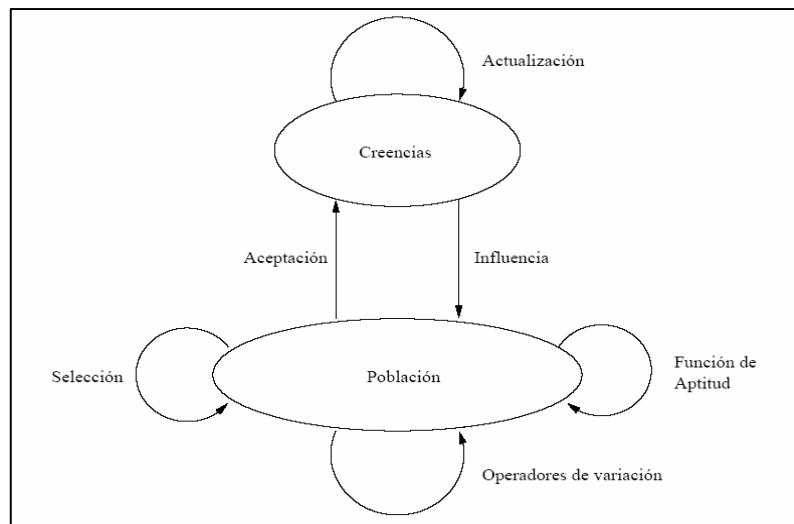 Actualización
Creencias
Aceptación
Influencia
Selección
Población
Función de
Aptitud
Operadores de variación